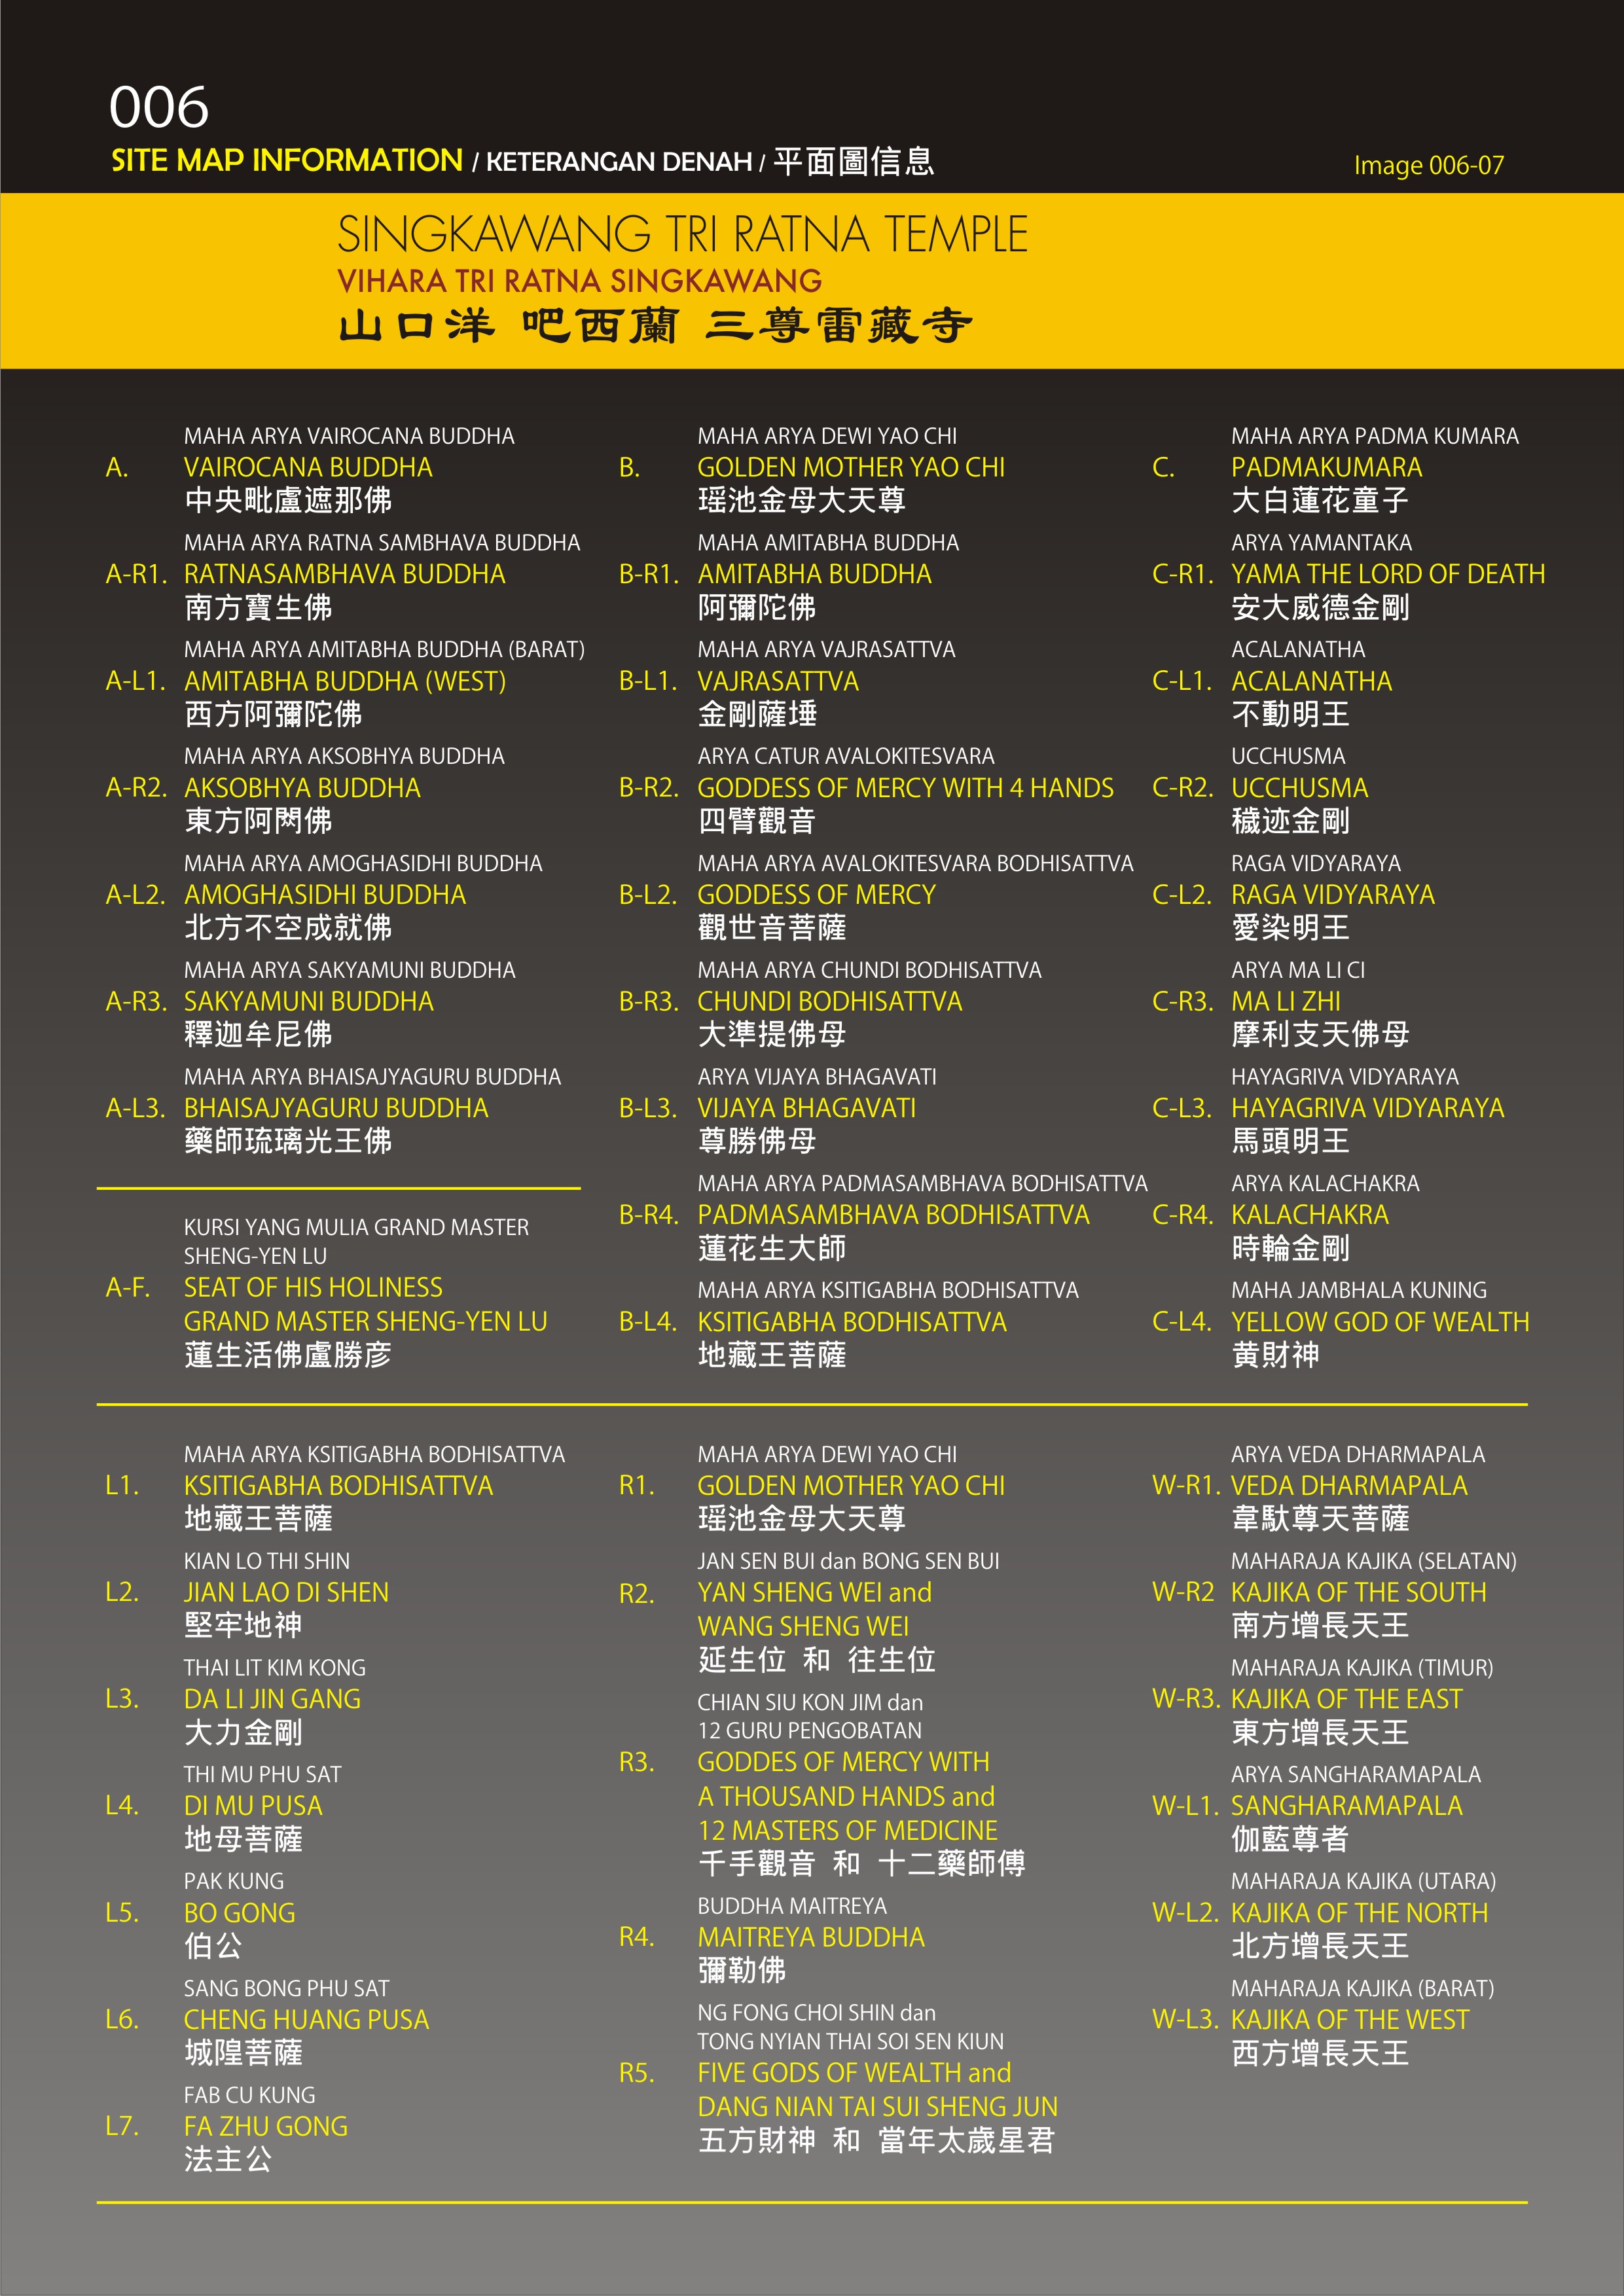 006
SITE MAP INFORMATION / KETERANGAN DENAH / 平面圖信息
Image 006-07
SINGKAWANG TRI RATNA TEMPLE
VIHARA TRI RATNA SINGKAWANG
山口洋 吧西蘭 三尊雷藏寺
MAHA ARYA VAIROCANA BUDDHA
A. VAIROCANA BUDDHA
中央毗盧遮那佛
MAHA ARYA RATNA SAMBHAVA BUDDHA
A-R1. RATNASAMBHAVA BUDDHA
南方寶生佛
MAHA ARYA AMITABHA BUDDHA (BARAT)
A-L1. AMITABHA BUDDHA (WEST)
西方阿彌陀佛
MAHA ARYA AKSOBHYA BUDDHA
A-R2. AKSOBHYA BUDDHA
東方阿閦佛
MAHA ARYA AMOGHASIDHI BUDDHA
A-L2. AMOGHASIDHI BUDDHA
北方不空成就佛
MAHA ARYA SAKYAMUNI BUDDHA
A-R3. SAKYAMUNI BUDDHA
釋迦牟尼佛
MAHA ARYA BHAISAJYAGURU BUDDHA
A-L3. BHAISAJYAGURU BUDDHA
藥師琉璃光王佛
KURSI YANG MULIA GRAND MASTER
SHENG-YEN LU
A-F. SEAT OF HIS HOLINESS
GRAND MASTER SHENG-YEN LU
蓮生活佛盧勝彦
MAHA ARYA DEWI YAO CHI
B. GOLDEN MOTHER YAO CHI
瑶池金母大天尊
MAHA AMITABHA BUDDHA
B-R1. AMITABHA BUDDHA
阿彌陀佛
MAHA ARYA VAJRASATTVA
B-L1. VAJRASATTVA
金剛薩埵
ARYA CATUR AVALOKITESVARA
B-R2. GODDESS OF MERCY WITH 4 HANDS
四臂觀音
MAHA ARYA AVALOKITESVARA BODHISATTVA
B-L2. GODDESS OF MERCY
觀世音菩薩
MAHA ARYA CHUNDI BODHISATTVA
B-R3. CHUNDI BODHISATTVA
大準提佛母
ARYA VIJAYA BHAGAVATI
B-L3. VIJAYA BHAGAVATI
尊勝佛母
MAHA ARYA PADMASAMBHAVA BODHISATTVA
B-R4. PADMASAMBHAVA BODHISATTVA
蓮花生大師
MAHA ARYA KSITIGABHA BODHISATTVA
B-L4. KSITIGABHA BODHISATTVA
地藏王菩薩
MAHA ARYA PADMA KUMARA
C. PADMAKUMARA
大白蓮花童子
ARYA YAMANTAKA
C-R1. YAMA THE LORD OF DEATH
安大威德金剛
ACALANATHA
C-L1. ACALANATHA
不動明王
UCCHUSMA
C-R2. UCCHUSMA
穢迹金剛
RAGA VIDYARAYA
C-L2. RAGA VIDYARAYA
愛染明王
ARYA MA LI CI
C-R3. MA LI ZHI
摩利支天佛母
HAYAGRIVA VIDYARAYA
C-L3. HAYAGRIVA VIDYARAYA
馬頭明王
ARYA KALACHAKRA
C-R4. KALACHAKRA
時輪金剛
MAHA JAMBHALA KUNING
C-L4. YELLOW GOD OF WEALTH
黄財神
MAHA ARYA KSITIGABHA BODHISATTVA
L1. KSITIGABHA BODHISATTVA
地藏王菩薩
KIAN LO THI SHIN
L2. JIAN LAO DI SHEN
堅牢地神
THAI LIT KIM KONG
L3. DA LI JIN GANG
大力金剛
THI MU PHU SAT
L4. DI MU PUSA
地母菩薩
PAK KUNG
L5. BO GONG
伯公
SANG BONG PHU SAT
L6. CHENG HUANG PUSA
城隍菩薩
FAB CU KUNG
L7. FA ZHU GONG
法主公
MAHA ARYA DEWI YAO CHI
R1. GOLDEN MOTHER YAO CHI
瑶池金母大天尊
JAN SEN BUI dan BONG SEN BUI
R2. YAN SHENG WEI and
WANG SHENG WEI
延生位 和 往生位
CHIAN SIU KON JIM dan
12 GURU PENGOBATAN
R3. GODDES OF MERCY WITH
A THOUSAND HANDS and
12 MASTERS OF MEDICINE
千手觀音 和 十二藥師傅
BUDDHA MAITREYA
R4. MAITREYA BUDDHA
彌勒佛
NG FONG CHOI SHIN dan
TONG NYIAN THAI SOI SEN KIUN
R5. FIVE GODS OF WEALTH and
DANG NIAN TAI SUI SHENG JUN
五方財神 和 當年太歲星君
ARYA VEDA DHARMAPALA
W-R1. VEDA DHARMAPALA
韋馱尊天菩薩
MAHARAJA KAJIKA (SELATAN)
W-R2 KAJIKA OF THE SOUTH
南方增長天王
MAHARAJA KAJIKA (TIMUR)
W-R3. KAJIKA OF THE EAST
東方增長天王
ARYA SANGHARAMAPALA
W-L1. SANGHARAMAPALA
伽藍尊者
MAHARAJA KAJIKA (UTARA)
W-L2. KAJIKA OF THE NORTH
北方增長天王
MAHARAJA KAJIKA (BARAT)
W-L3. KAJIKA OF THE WEST
西方增長天王